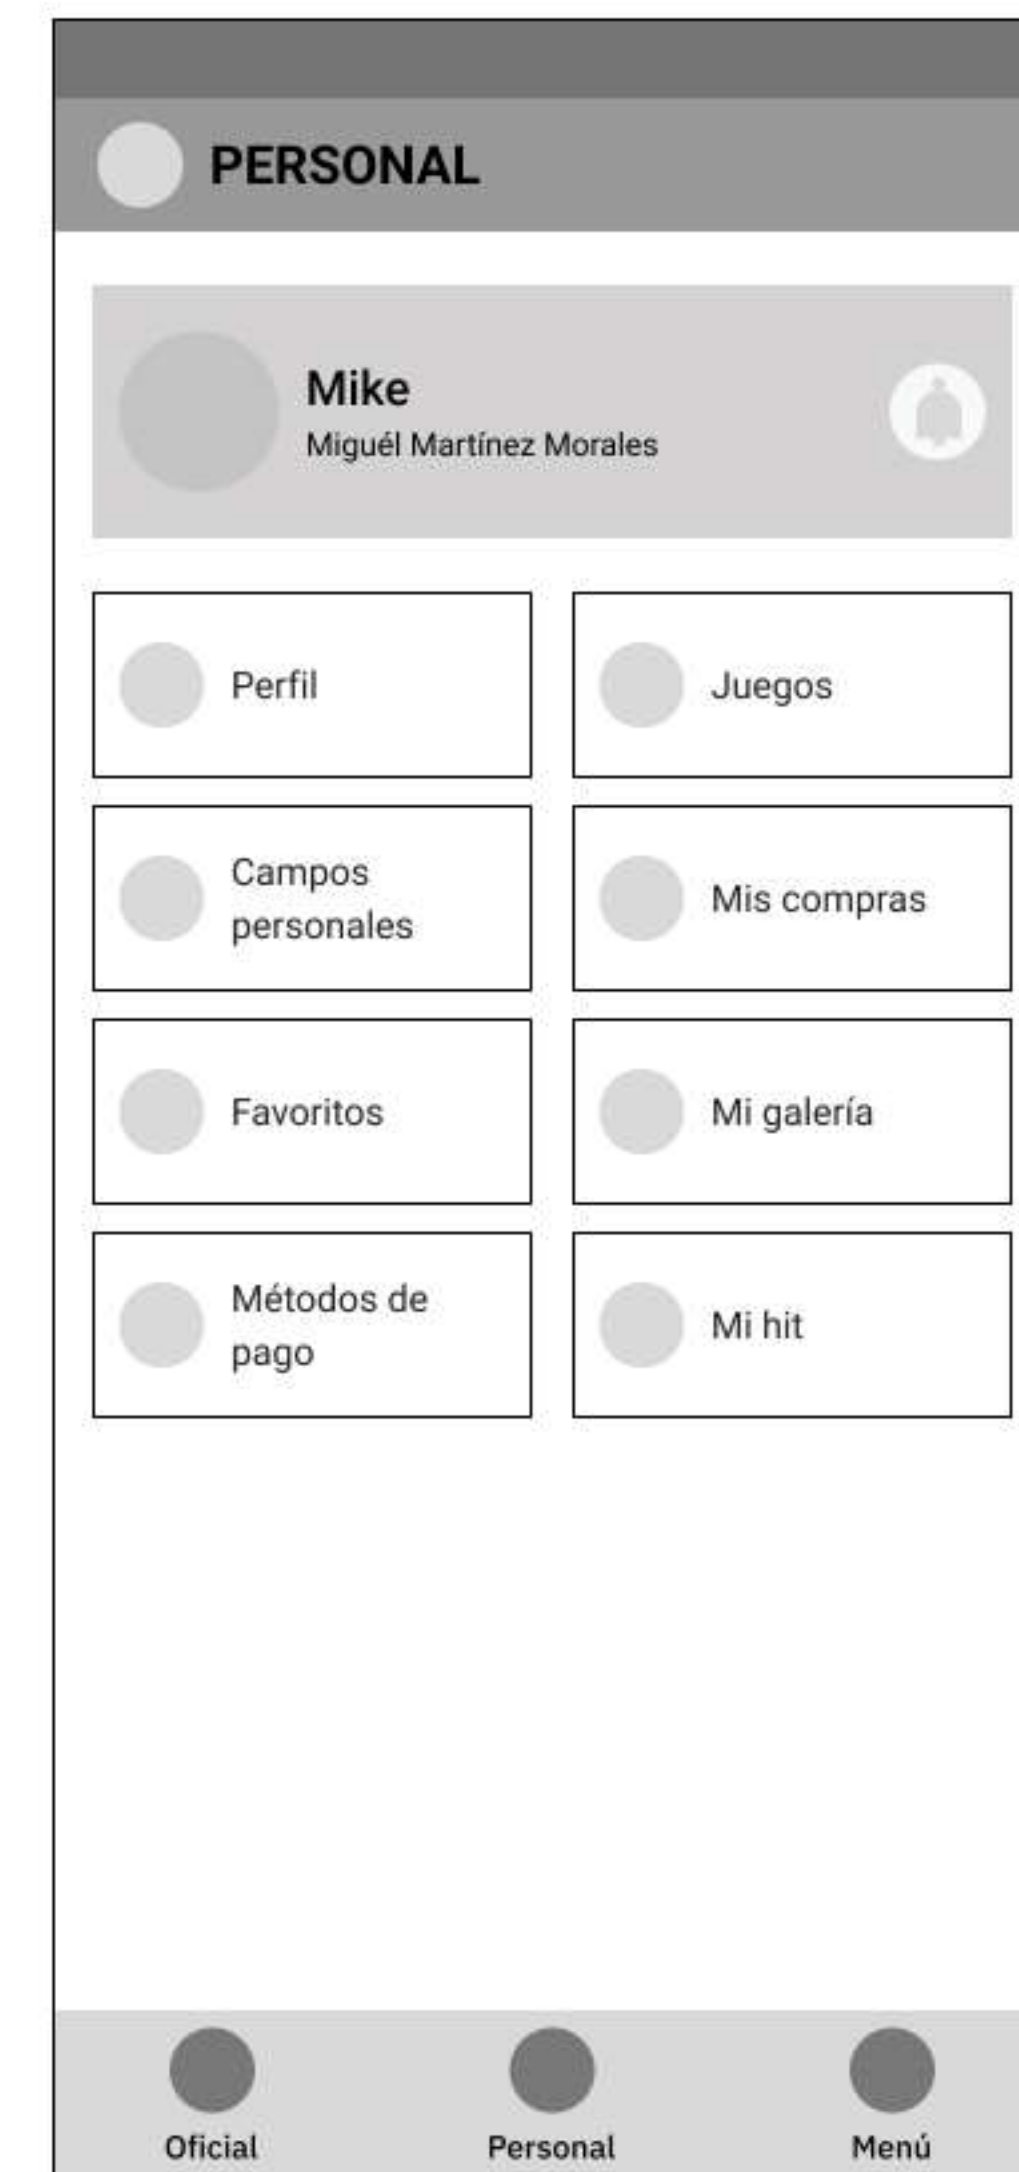 PERSONAL
Mike
Miguél Martínez Morales
Perfil
Juegos
Campos
personales
Mis compras
Favoritos
Mi galería
Métodos de
pago
Mi hit
Oficial
Personal
Menú